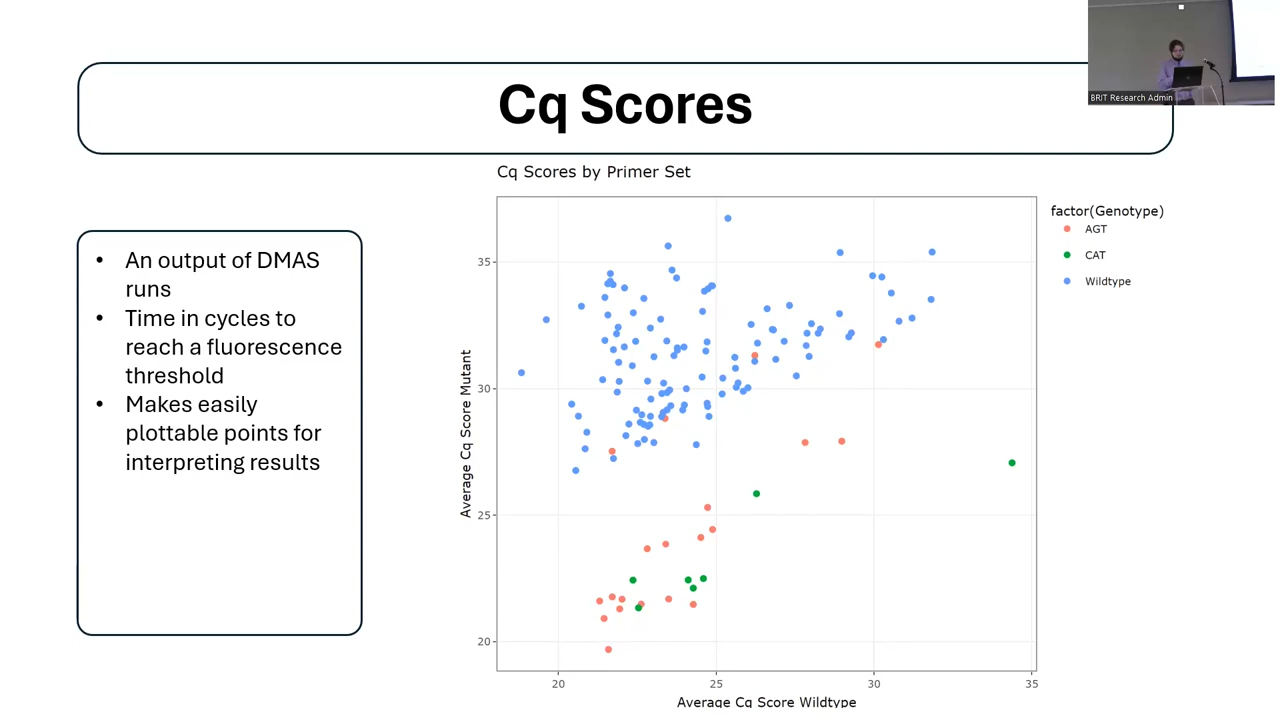 BRIT Research Admin
Cq Scores
• An output of DMAS
runs
• Time in cycles to
reach a fluorescence
threshold
• Makes easily
plottable points for
interpreting results
Cq Scores by Primer Set
Average Cq Score Mutant
35
30
25
20
20 25 30 35
Average Cq Score Wildtype
factor(Genotype)
AGT
CAT
Wildtype